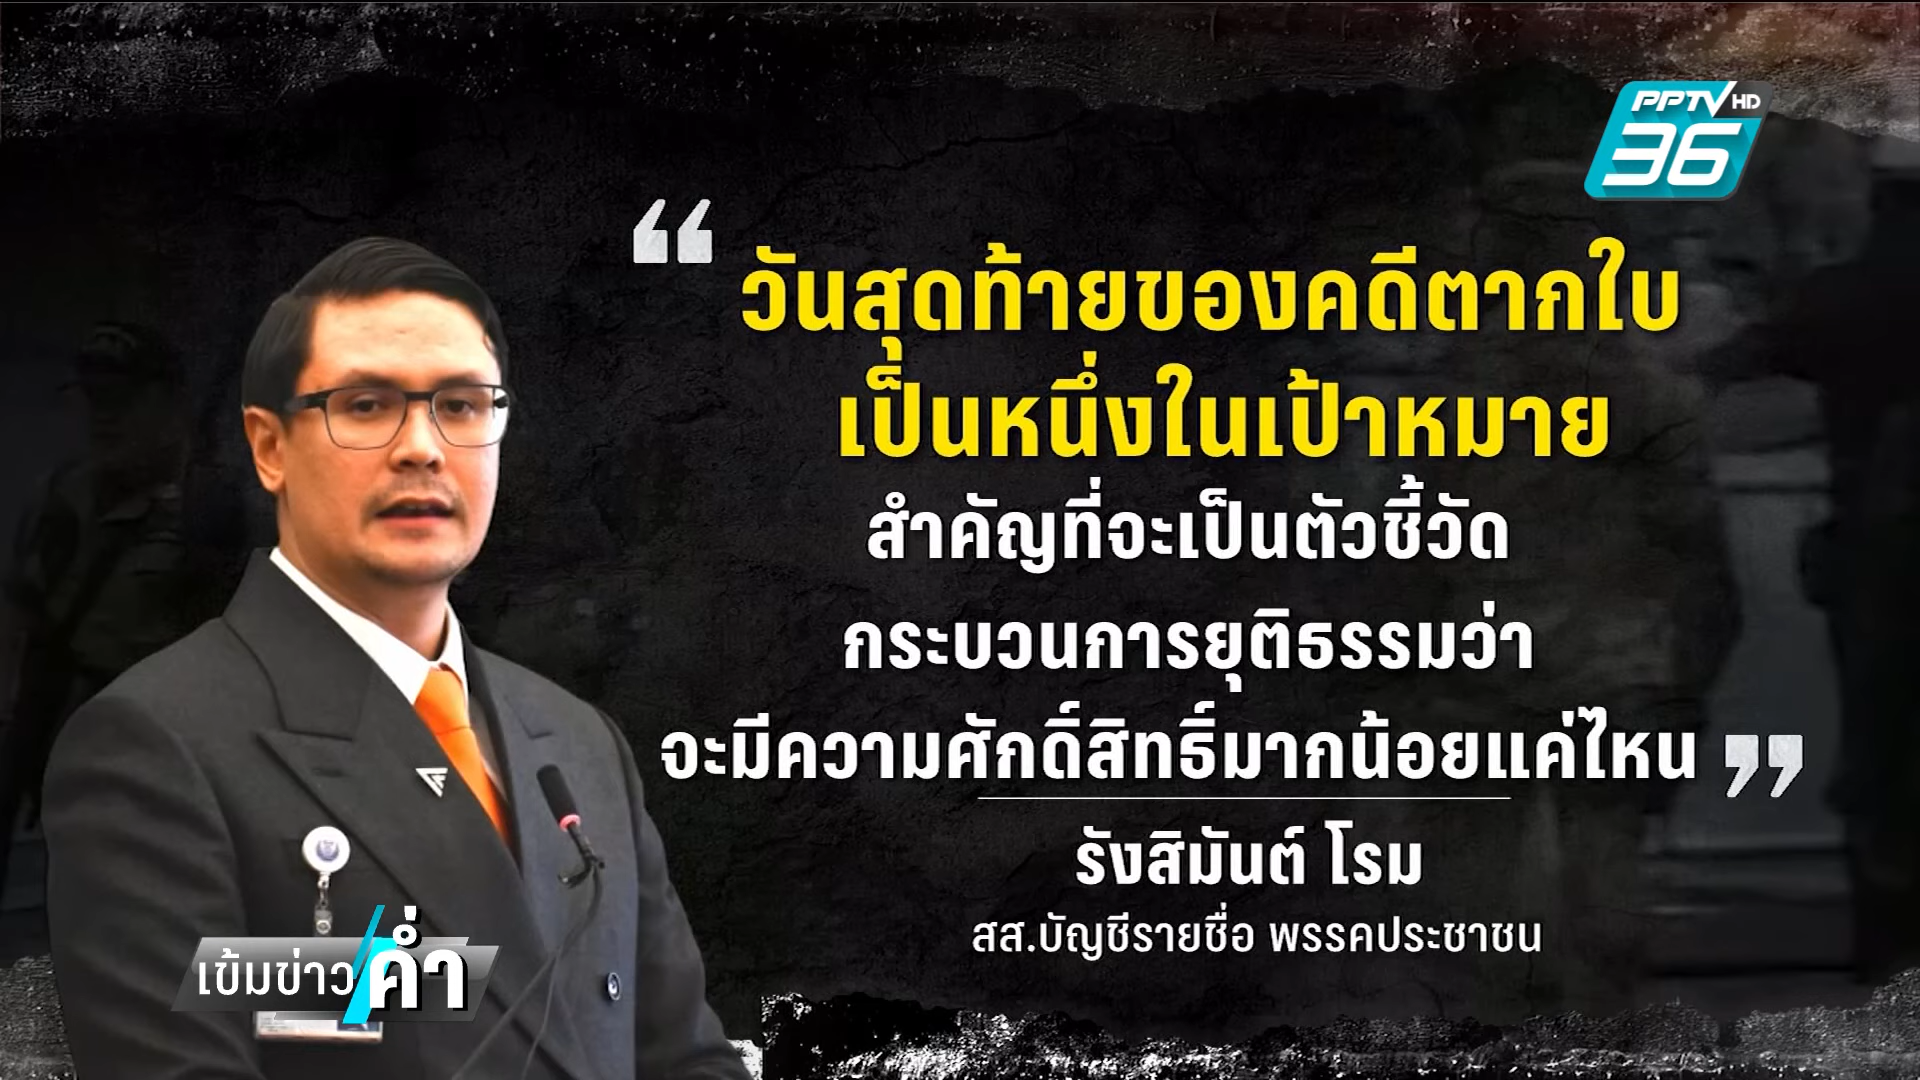 PPTV HD
36
“ วันสุดท้ายของคดีตากใบ
เป็นหนึ่งในเป้าหมาย
สำคัญที่จะเป็นตัวชี้วัด
กระบวนการยุติธรรมว่า
จะมีความศักดิ์สิทธิ์มากน้อยแค่ไหน ”
รังสิมันต์ โรม
สส.บัญชีรายชื่อ พรรคประชาชน
เข้มข่าวค่ำ